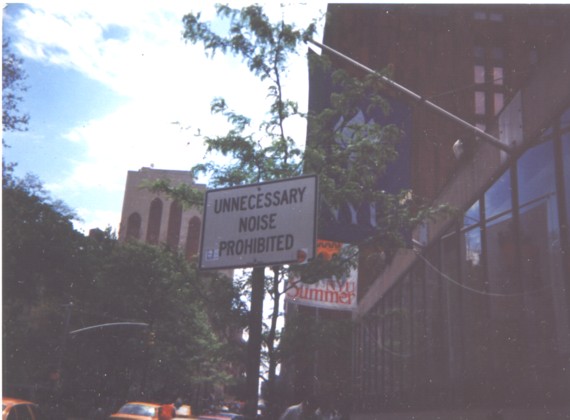 UNNECESSARY
NOISE
PROHIBITED
Summer